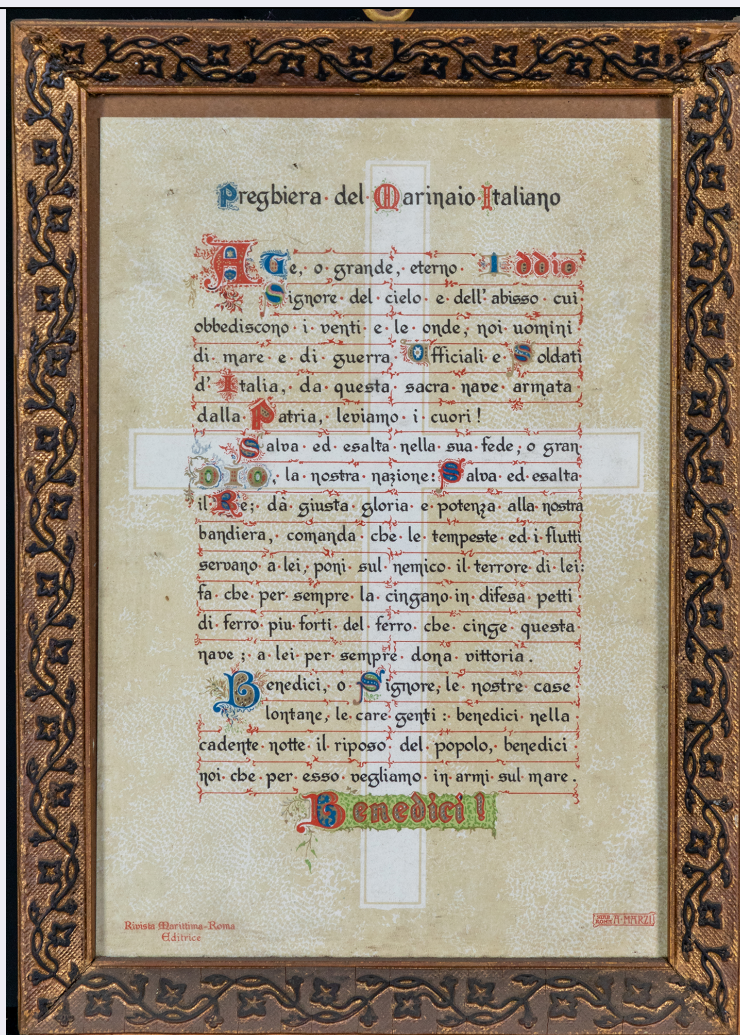 Preghiera del Marinaio Italiano
A Te, o grande, eterno Iddio
Signore del cielo e dell' abisso cui
obbediscono i venti e le onde, noi uomini
di mare e di guerra, Officiali e Soldati
d' Italia, da questa sacra nave armata
dalla Patria, leviamo i cuori!
Salva ed esalta nella sua fede, o gran
DIO, la nostra nazione: Salva ed esalta
il Re; dà giusta gloria e potenza alla nostra
bandiera, comanda che le tempeste ed i flutti
servano a lei, poni sul nemico il terrore di lei:
fa che per sempre la cingano in difesa petti
di ferro piu forti del ferro che cinge questa
nave; a lei per sempre dona vittoria.
Benedici, o Signore, le nostre case
lontane, le care genti: benedici nella
cadente notte il riposo del popolo, benedici
noi che per esso vegliamo in armi sul mare.
Benedici!
Rivista Marittima-Roma
Editrice
A·MARZI